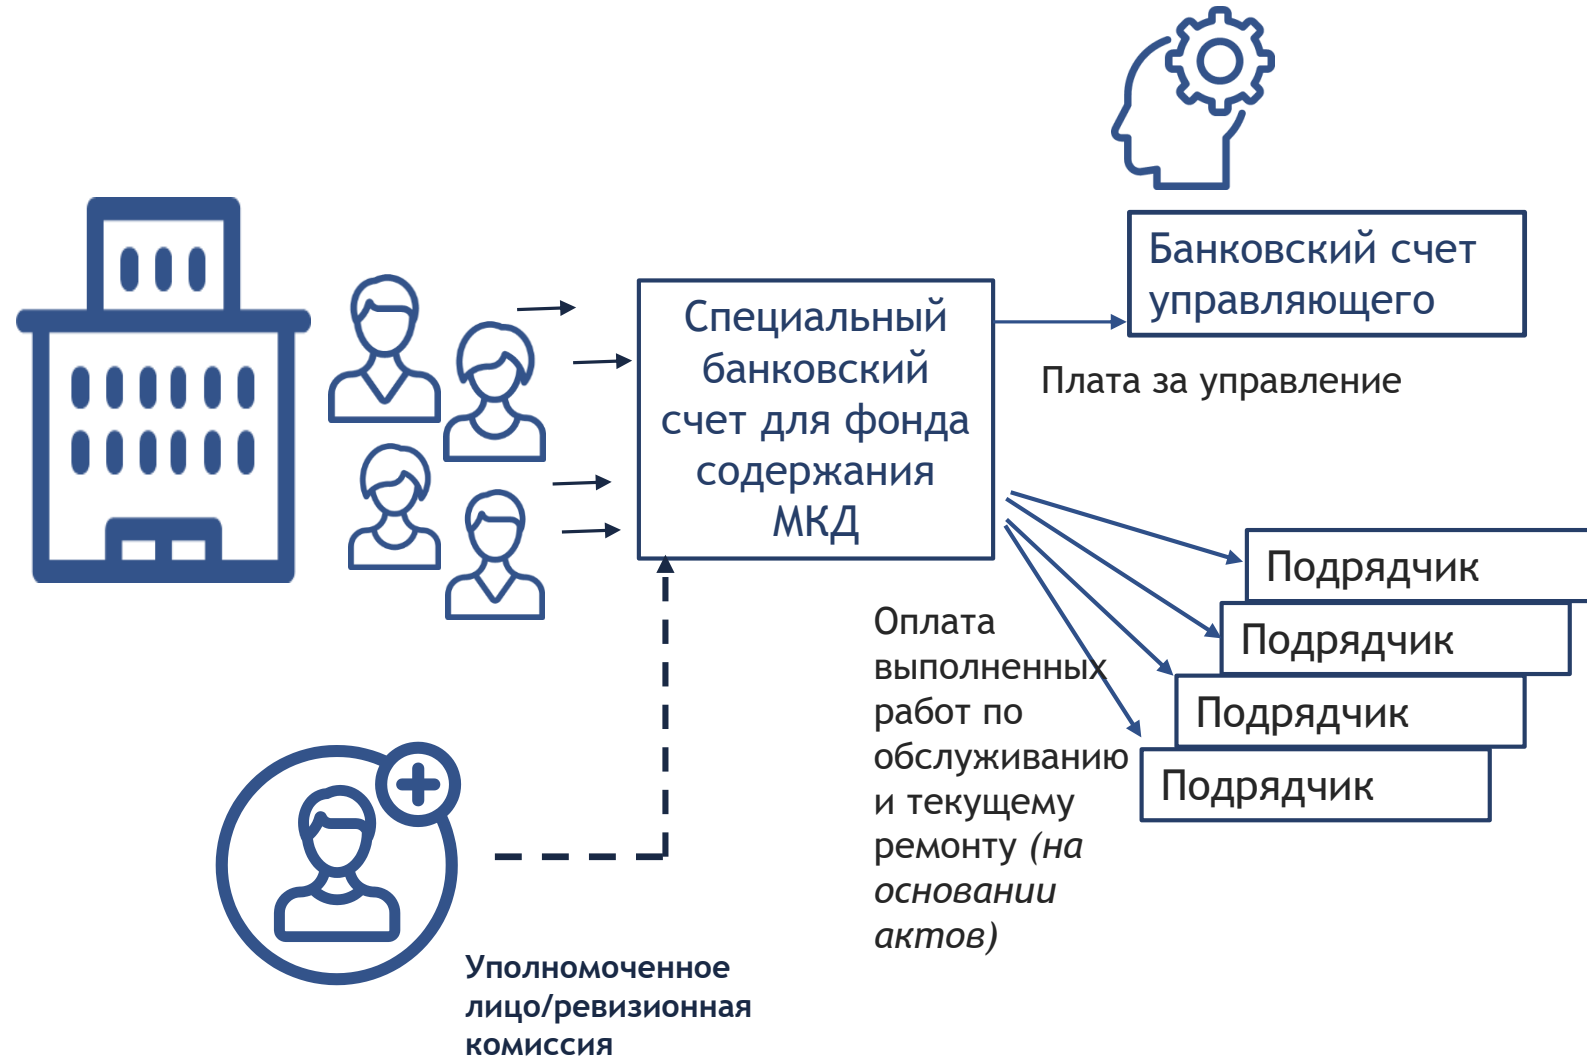 Банковский счет
управляющего
Специальный
банковский
счет для фонда
содержания
МКД
Плата за управление
Подрядчик
Подрядчик
Подрядчик
Подрядчик
Оплата
выполненных
работ по
обслуживанию
и текущему
ремонту (на
основании
актов)
Уполномоченное
лицо/ревизионная
комиссия